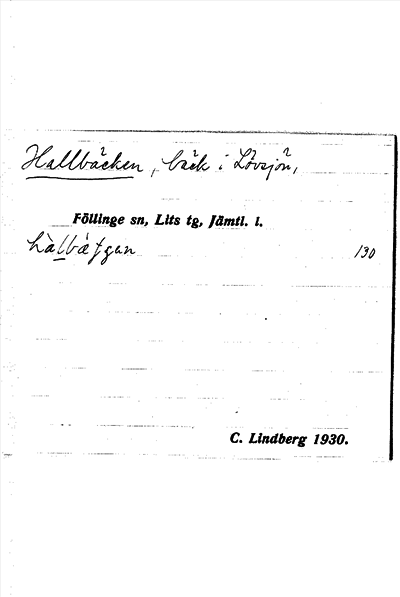 Hallbäcken, bäck i Lövsjön,
Föllinge sn, Lits tg, Jämtl. l.
130
C. Lindberg 1930.